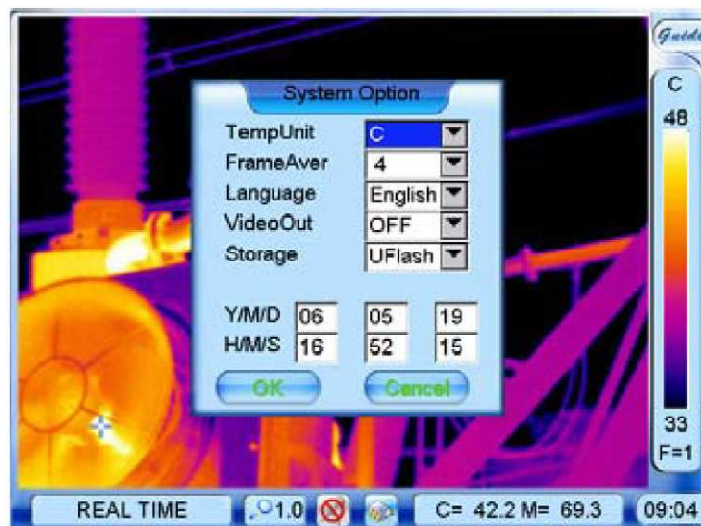 System Option
TempUnit C
FrameAver 4
Language English
VideoOut OFF
Storage UFlash
Y/M/D 06 05 19
H/M/S 16 52 15
OK Cancel
Guide
C
48
33
F=1
REAL TIME 1.0 C= 42.2 M= 69.3 09:04